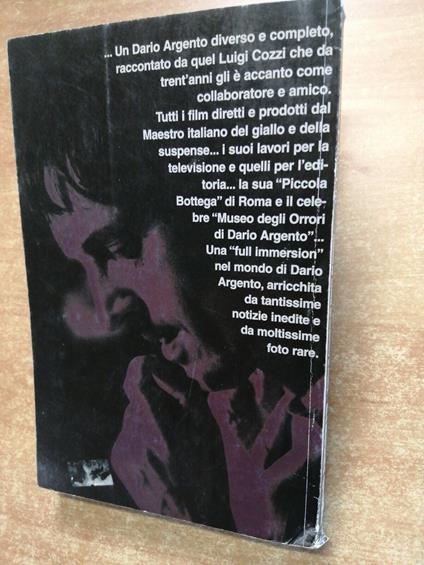 ... Un Dario Argento diverso e completo,
raccontato da quel Luigi Cozzi che da
trent'anni gli è accanto come
collaboratore e amico.
Tutti i film diretti e prodotti dal
Maestro italiano del giallo e della
suspense... i suoi lavori per la
televisione e quelli per l'edi-
toria... la sua "Piccola
Bottega" di Roma e il cele-
bre "Museo degli Orrori
di Dario Argento"...
Una "full immersion"
nel mondo di Dario
Argento, arricchita
da tantissime
notizie inedite e
da moltissime
foto rare.